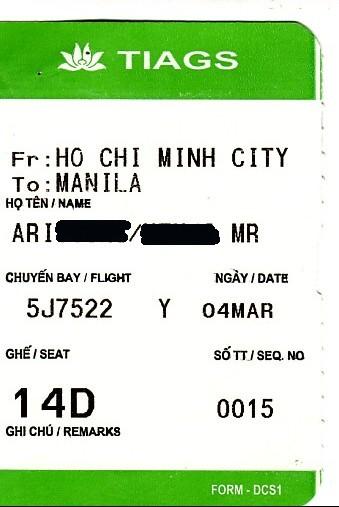 TIAGS
Fr:HO CHI MINH CITY
To:MANILA
HỌ TÊN / NAME
ARI / MR
CHUYẾN BAY / FLIGHT NGÀY / DATE
5J7522 Y 04MAR
GHẾ / SEAT SỐ TT / SEQ. NO
14D 0015
GHI CHÚ / REMARKS
FORM - DCS1